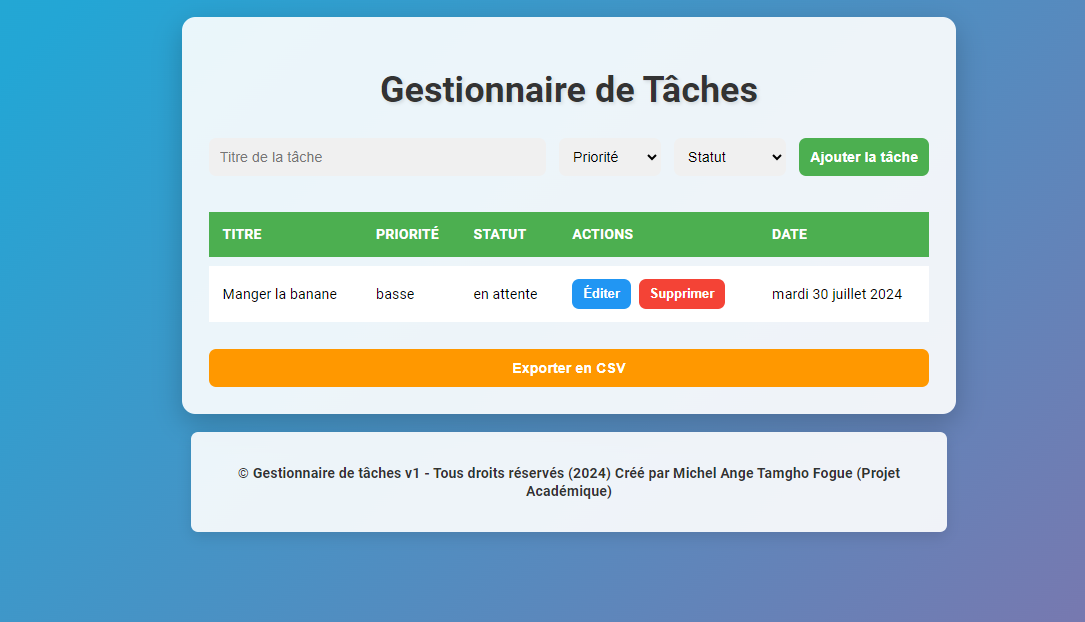 Gestionnaire de Tâches
Titre de la tâche Priorité Statut Ajouter la tâche
TITRE PRIORITÉ STATUT ACTIONS DATE
Manger la banane basse en attente Éditer Supprimer mardi 30 juillet 2024
Exporter en CSV
© Gestionnaire de tâches v1 - Tous droits réservés (2024) Créé par Michel Ange Tamgho Fogue (Projet
Académique)